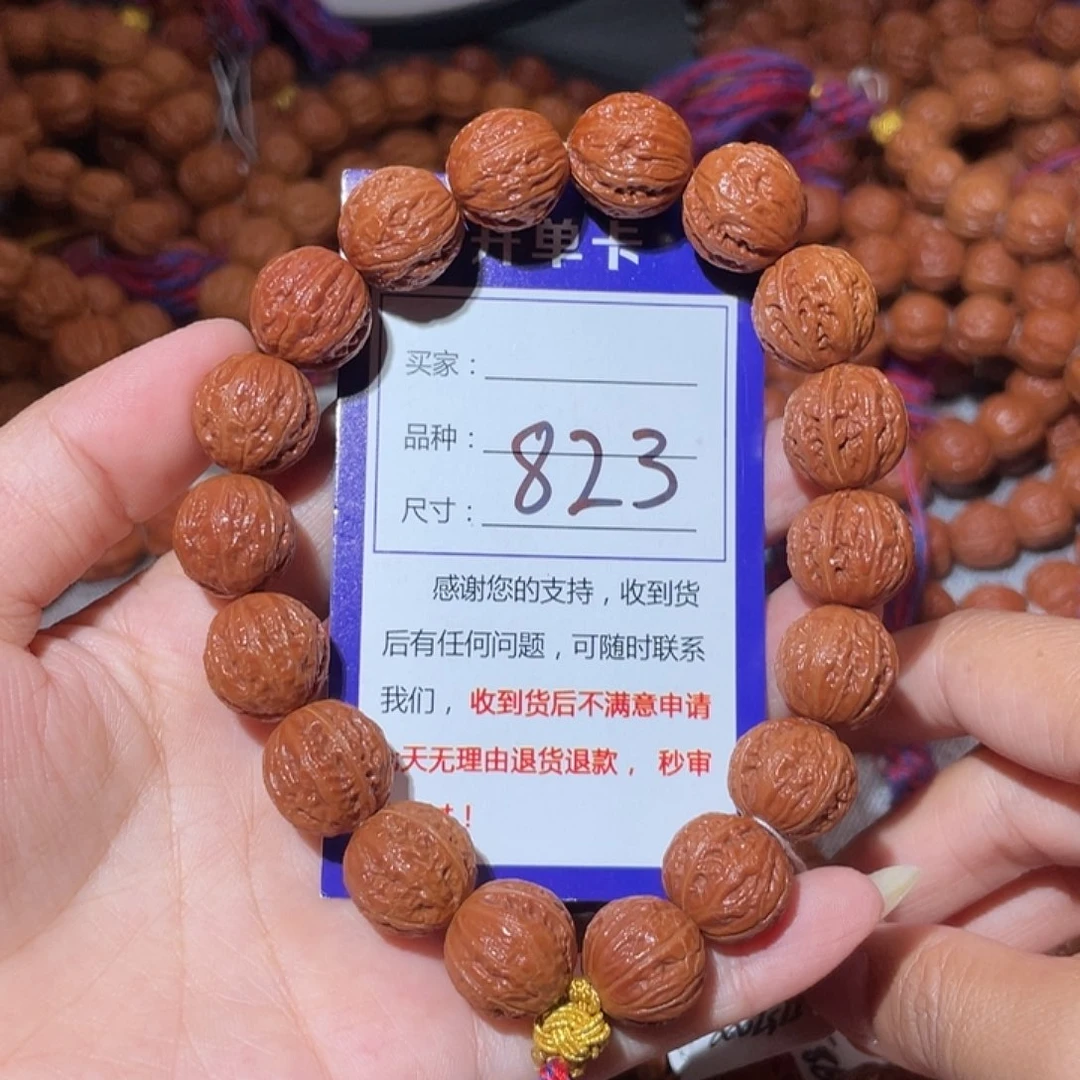 开单卡
买家：
品种：
823
尺寸：
感谢您的支持，收到货
后有任何问题，可随时联系
我们，收到货后不满意申请
天无理由退货退款，秒审
！